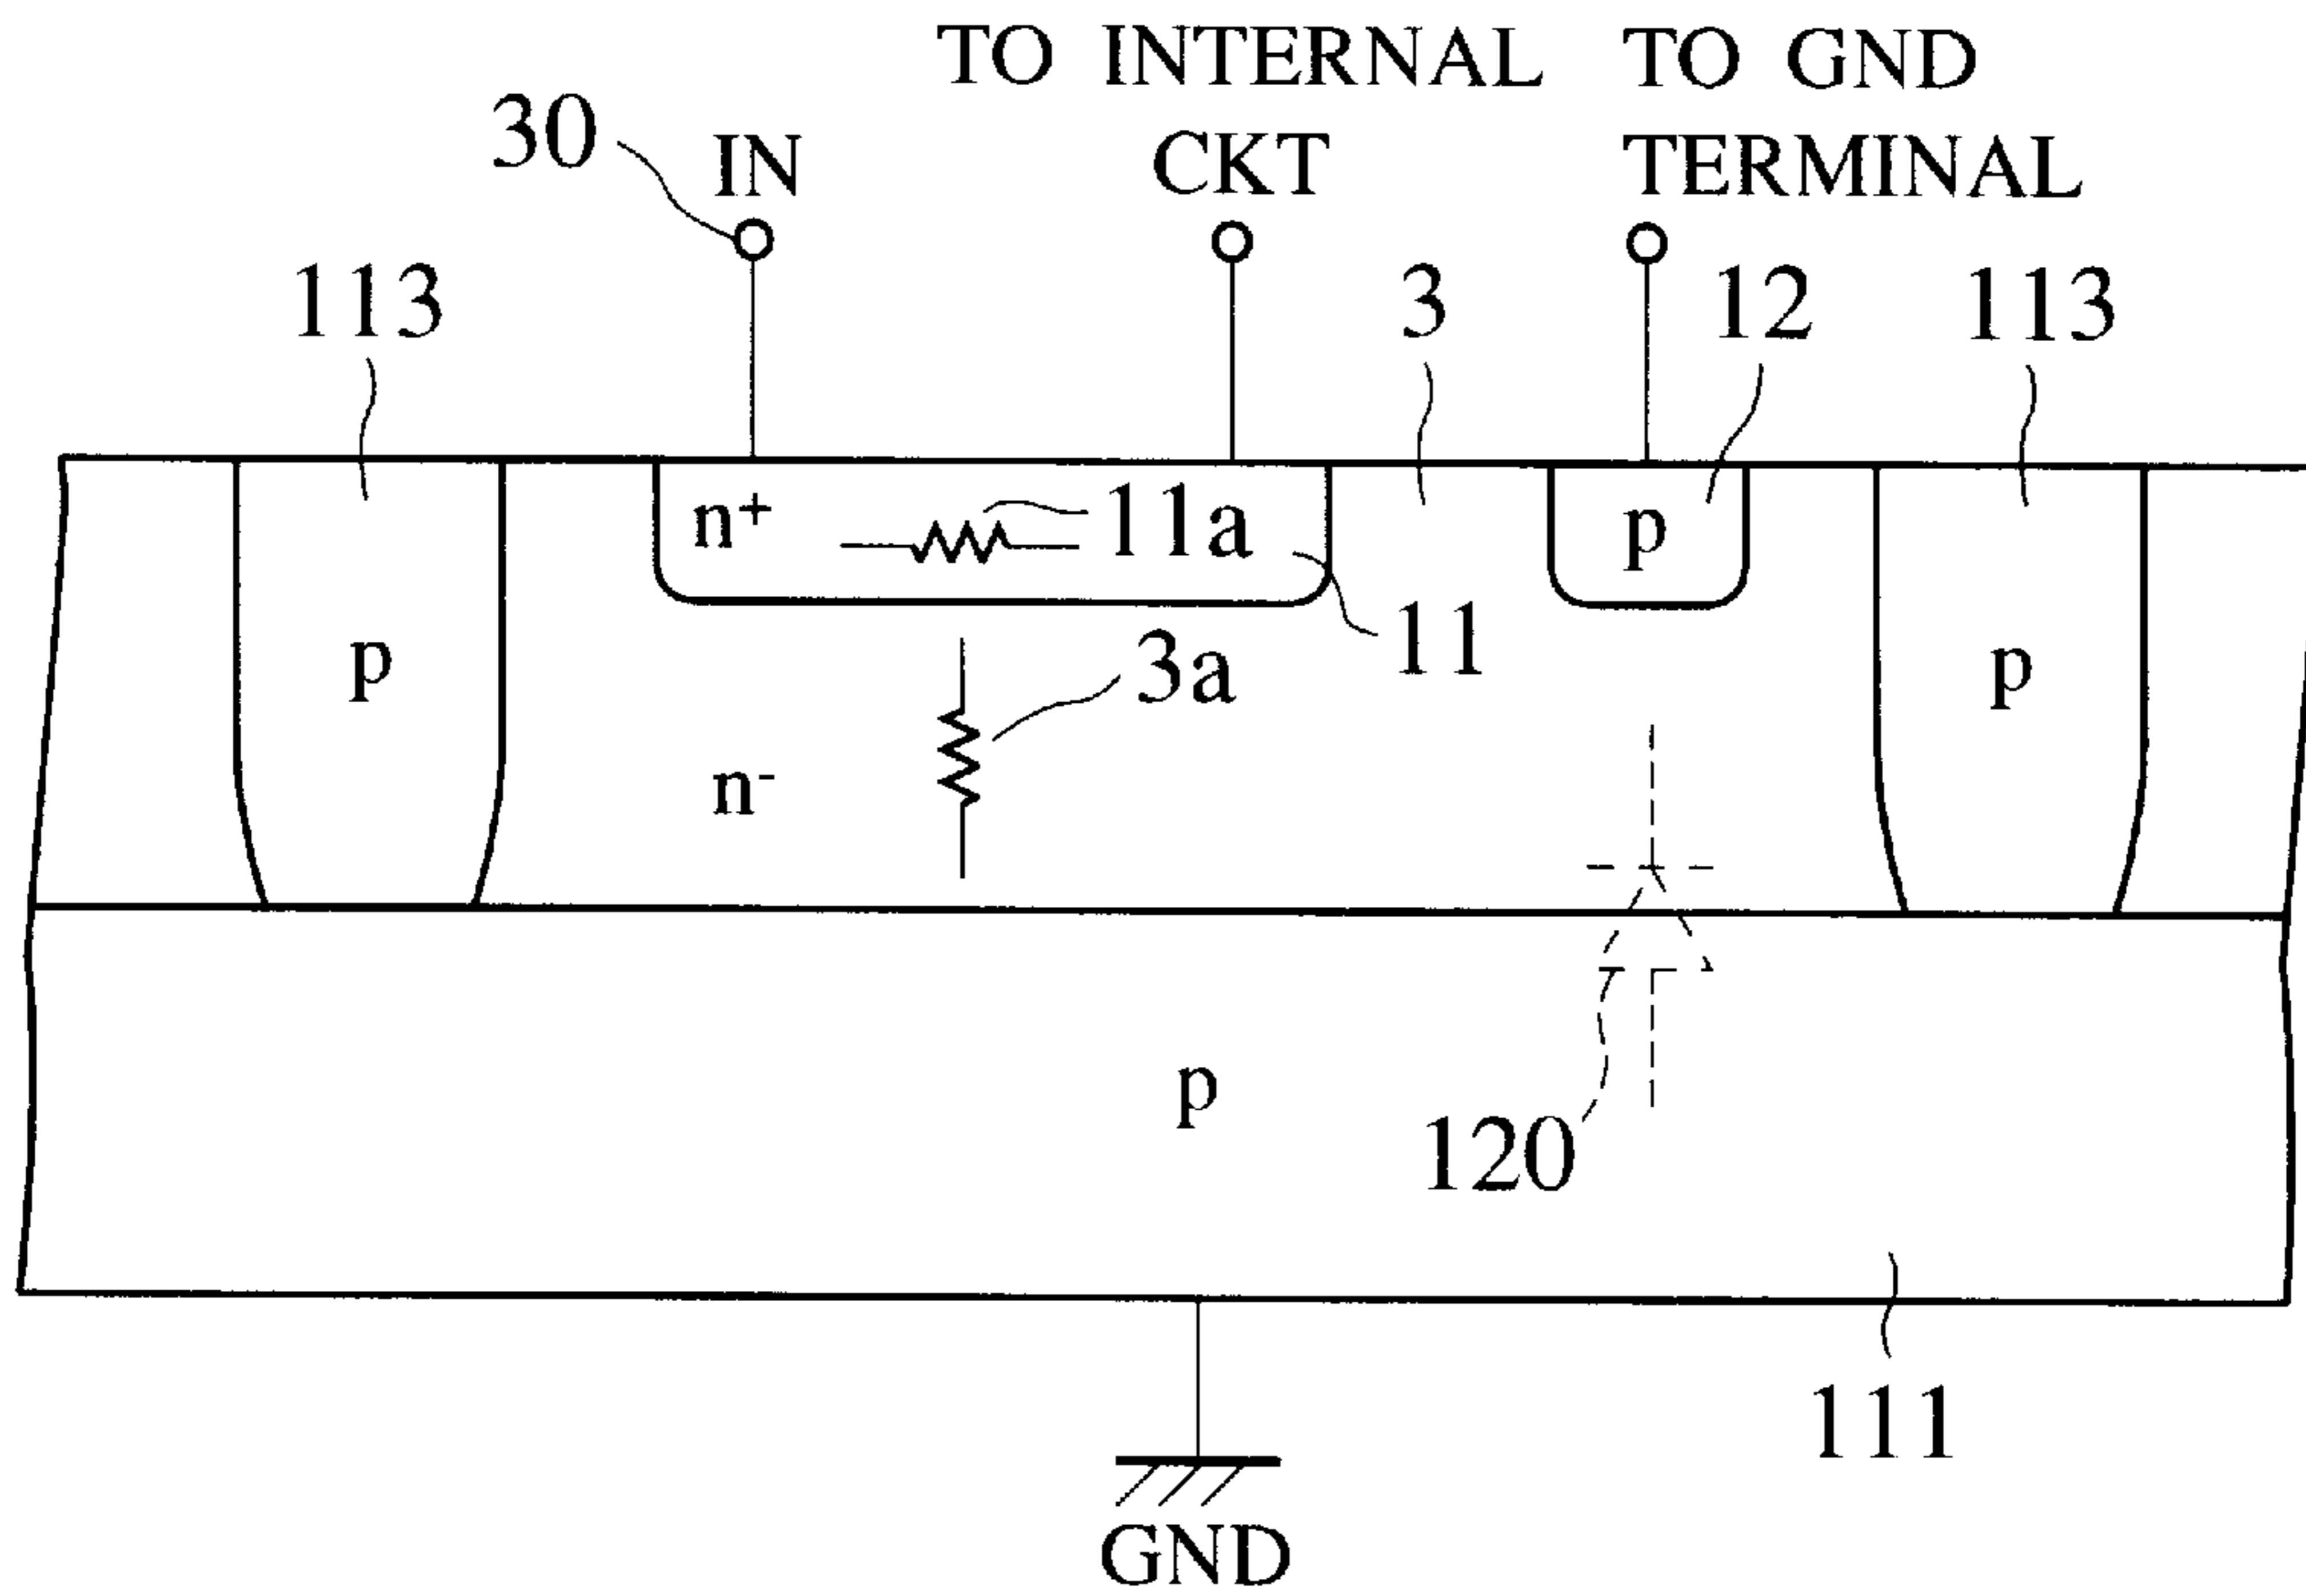 TO INTERNAL CKT
TO GND TERMINAL
30
IN
113
3
12
113
n+
11a
p
11
3a
p
p
n-
p
120
111
GND